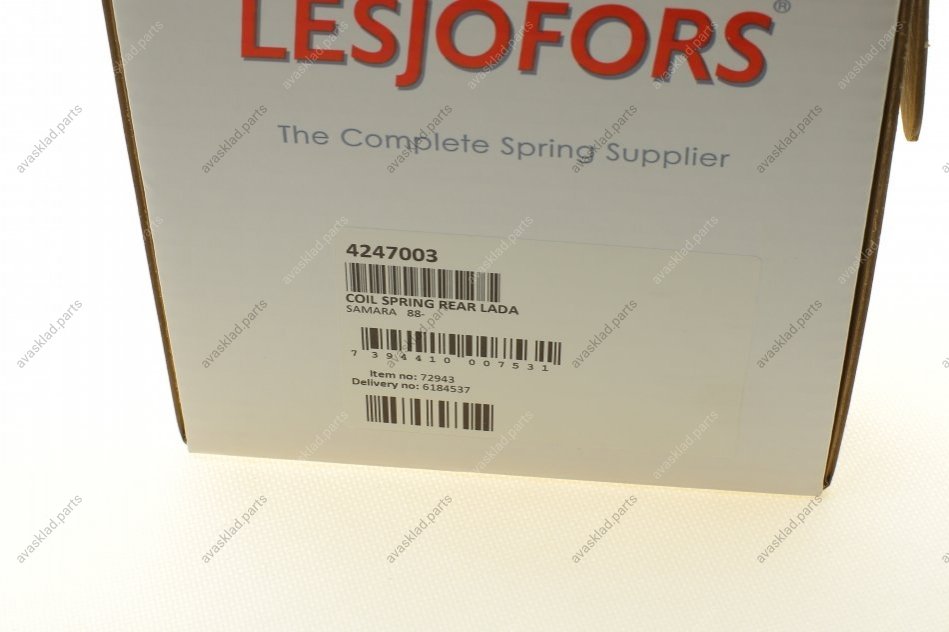 LESJOFORS®
The Complete Spring Supplier
4247003
COIL SPRING REAR LADA
SAMARA 88-
7 394410 007531
Item no: 72943
Delivery no: 6184537
avasklad.parts